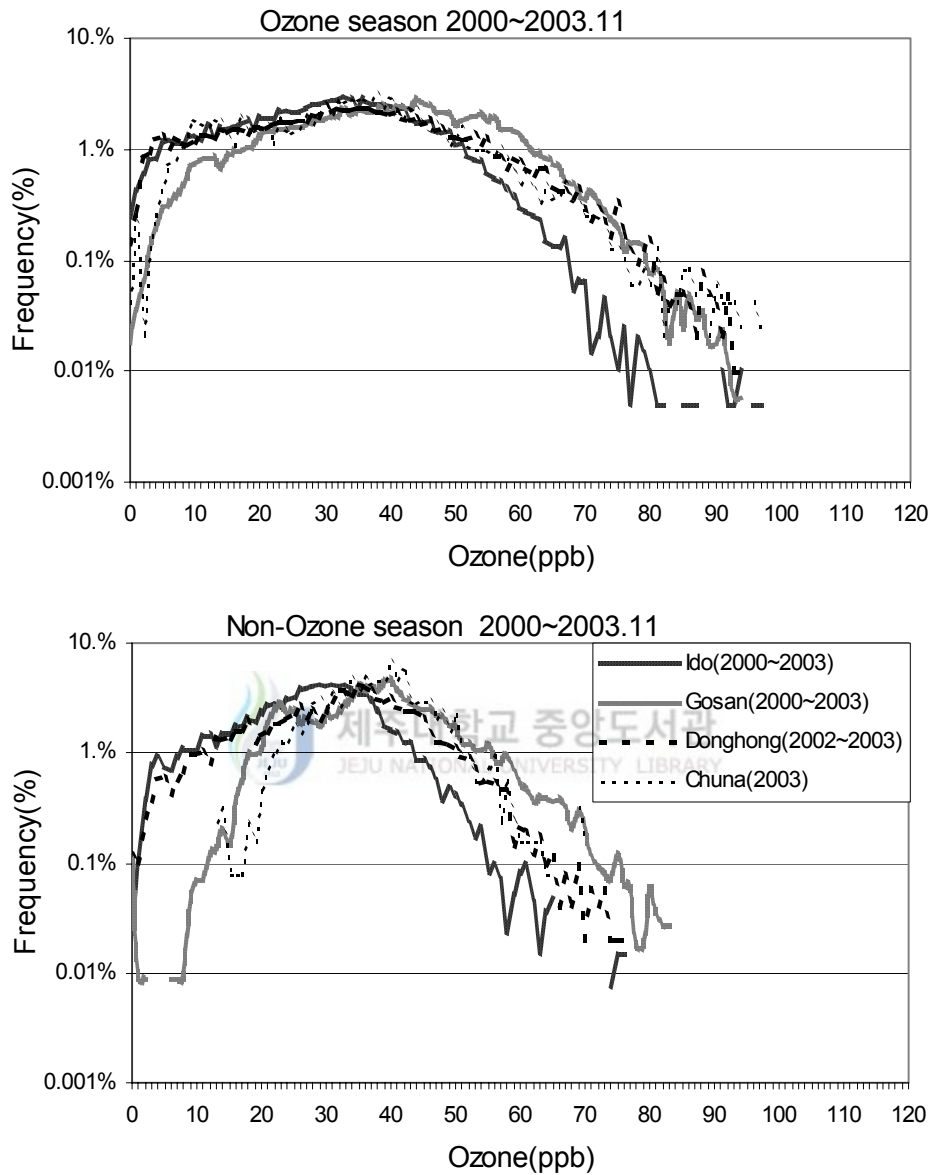 Ozone season 2000~2003.11
10.%
1.%
0.1%
0.01%
0.001%
Frequency(%)
0 10 20 30 40 50 60 70 80 90 100 110 120
Ozone(ppb)
Non-Ozone season 2000~2003.11
10.%
1.%
0.1%
0.01%
0.001%
Frequency(%)
Ido(2000~2003)
Gosan(2000~2003)
Donghong(2002~2003)
Chuna(2003)
제주대학교 중앙도서관
JEJU NATIONAL UNIVERSITY LIBRARY
JEJU
0 10 20 30 40 50 60 70 80 90 100 110 120
Ozone(ppb)